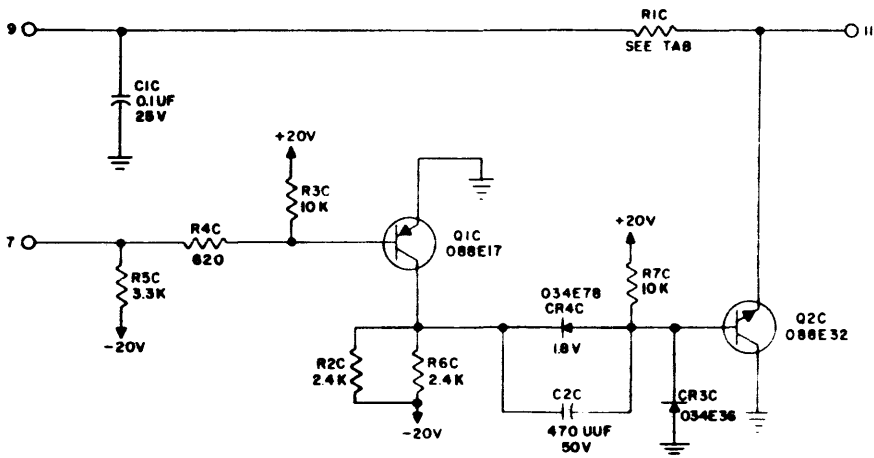 9
R1C
SEE TAB
11
C1C
0.1UF
25V
+20V
R3C
10K
7
R4C
620
Q1C
088E17
R5C
3.3K
-20V
+20V
R7C
10K
034E78
CR4C
1.8V
Q2C
088E32
R2C
2.4K
R6C
2.4K
-20V
C2C
470 UUF
50V
CR3C
034E36